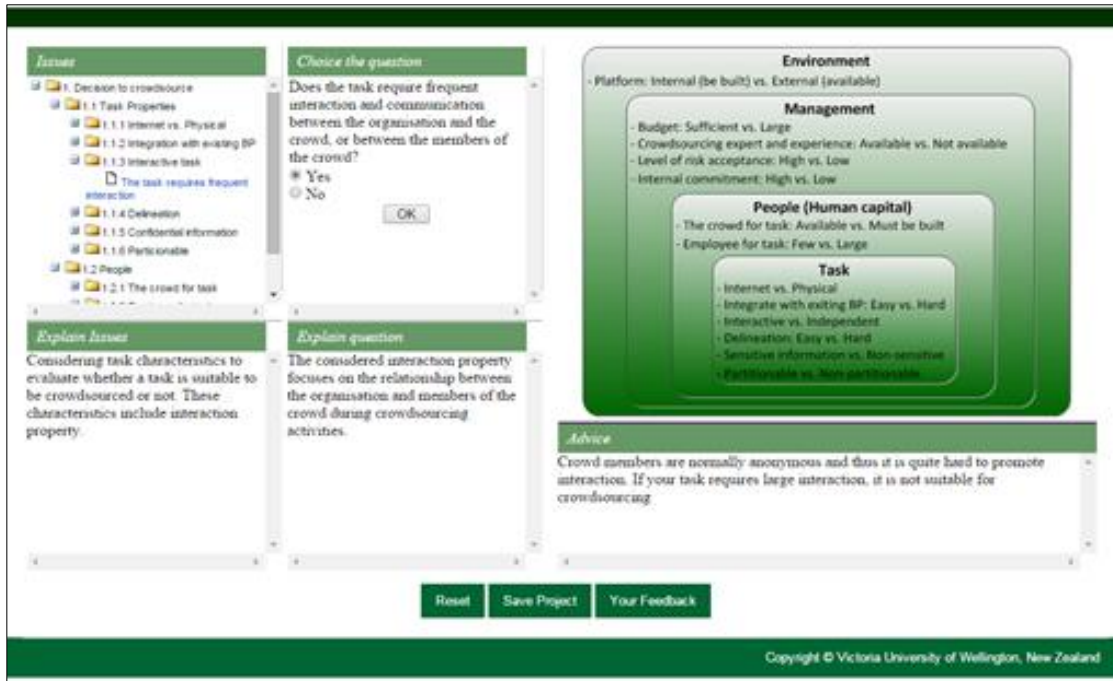 Issues
1. Decision to crowdsource
1.1 Task Properties
1.1.1 Internet vs. Physical
1.1.2 Integration with existing BP
1.1.3 Interactive task
The task requires frequent
interaction
1.1.4 Delineation
1.1.5 Confidential information
1.1.6 Particionable
1.2 People
1.2.1 The crowd for task
Choice the question
Does the task require frequent
interaction and communication
between the organisation and the
crowd, or between the members of
the crowd?
Yes
No
OK
Explain Issues
Considering task characteristics to
evaluate whether a task is suitable to
be crowdsourced or not. These
characteristics include interaction
property.
Explain question
The considered interaction property
focuses on the relationship between
the organisation and members of the
crowd during crowdsourcing
activities.
Environment
- Platform: Internal (be built) vs. External (available)
Management
- Budget: Sufficient vs. Large
- Crowdsourcing expert and experience: Available vs. Not available
- Level of risk acceptance: High vs. Low
- Internal commitment: High vs. Low
People (Human capital)
- The crowd for task: Available vs. Must be built
- Employee for task: Few vs. Large
Task
- Internet vs. Physical
- Integrate with exiting BP: Easy vs. Hard
- Interactive vs. Independent
- Delineation: Easy vs. Hard
- Sensitive information vs. Non-sensitive
- Partitionable vs. Non-partitionable
Advice
Crowd members are normally anonymous and thus it is quite hard to promote
interaction. If your task requires large interaction, it is not suitable for
crowdsourcing
Reset
Save Project
Your Feedback
Copyright © Victoria University of Wellington, New Zealand